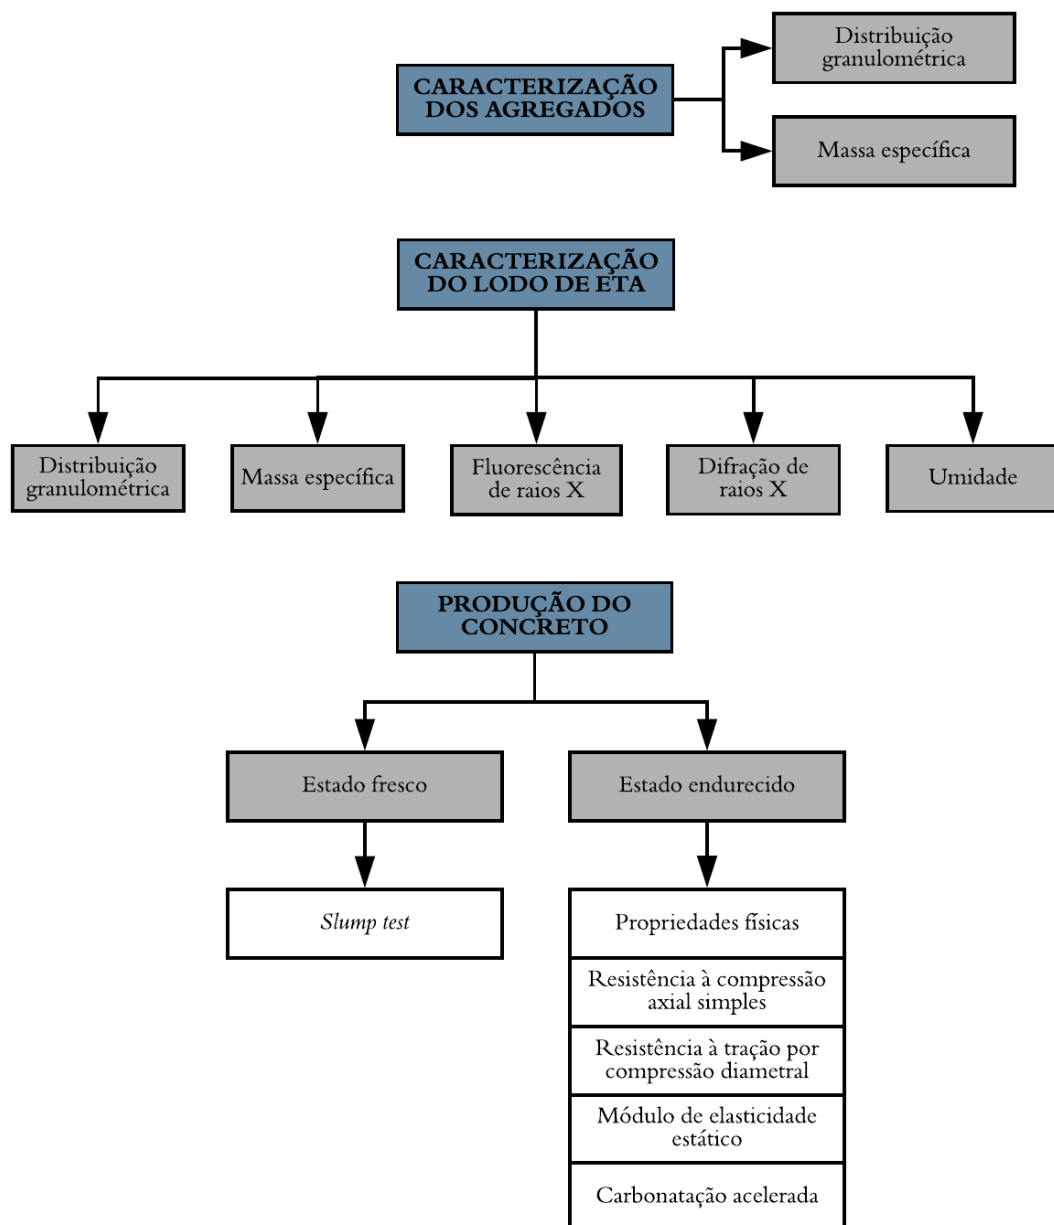 Distribuição
granulométrica
CARACTERIZAÇÃO
DOS AGREGADOS
Massa específica
CARACTERIZAÇÃO
DO LODO DE ETA
Distribuição
granulométrica
Massa específica
Fluorescência
de raios X
Difração de
raios X
Umidade
PRODUÇÃO DO
CONCRETO
Estado fresco
Estado endurecido
Slump test
Propriedades físicas
Resistência à compressão
axial simples
Resistência à tração por
compressão diametral
Módulo de elasticidade
estático
Carbonatação acelerada